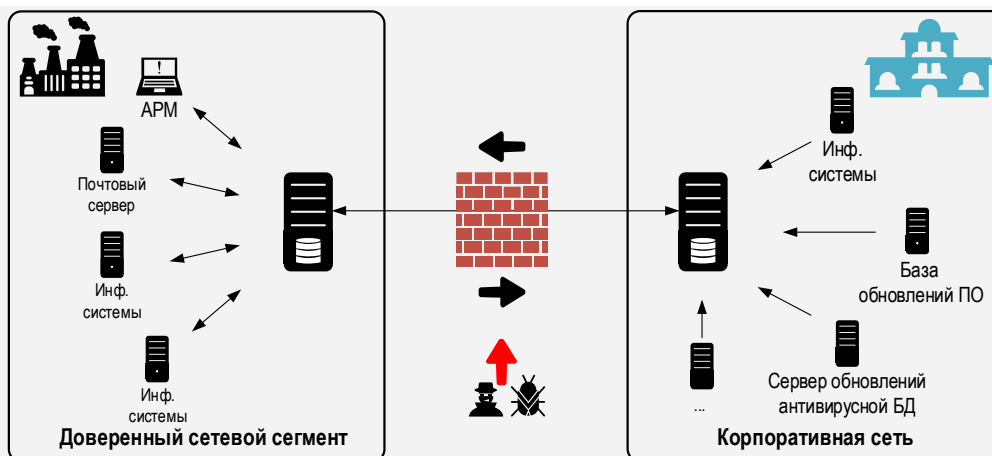 АРМ
Почтовый
сервер
Инф.
системы
Инф.
системы
Доверенный сетевой сегмент
Инф.
системы
База
обновлений ПО
Сервер обновлений
антивирусной БД
...
Корпоративная сеть